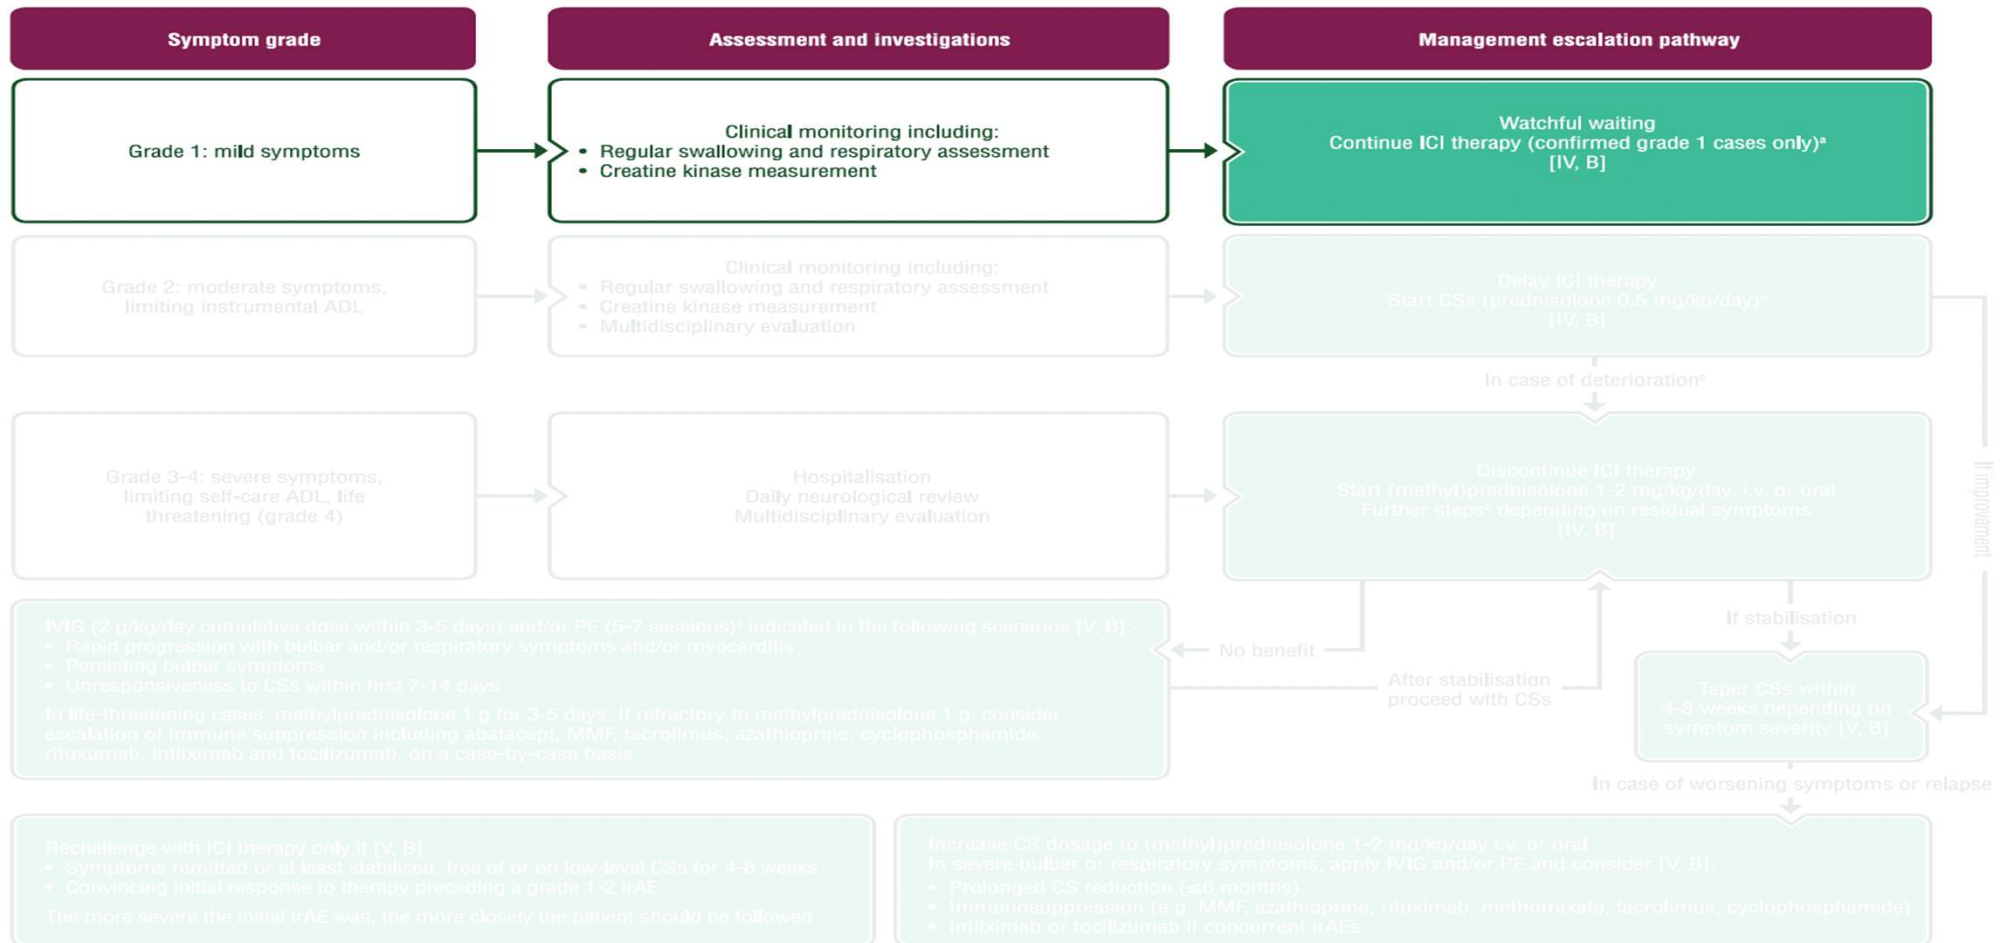 Symptom grade
Assessment and investigations
Management escalation pathway
Grade 1: mild symptoms
Clinical monitoring including:
• Regular swallowing and respiratory assessment
• Creatine kinase measurement
Watchful waiting
Continue ICI therapy (confirmed grade 1 cases only)ᵃ
[IV, B]
Grade 2: moderate symptoms,
limiting instrumental ADL
Clinical monitoring including:
• Regular swallowing and respiratory assessment
• Creatine kinase measurement
• Multidisciplinary evaluation
Delay ICI therapy
Start CSs (prednisolone 0.5 mg/kg/day)ᵇ
[IV, B]
In case of deteriorationᶜ
If improvement
Grade 3-4: severe symptoms,
limiting self-care ADL, life
threatening (grade 4)
Hospitalisation
Daily neurological review
Multidisciplinary evaluation
Discontinue ICI therapy
Start (methyl)prednisolone 1-2 mg/kg/day, i.v. or oral
Further steps depending on residual symptoms
[IV, B]
IVIG (2 g/kg/day cumulative dose within 3-5 days) and/or PE (5-7 sessions) indicated in the following scenarios [V, B]:
• Rapid progression with bulbar and/or respiratory symptoms and/or myocarditis
• Persisting bulbar symptoms
• Unresponsiveness to CSs within first 7-14 days
In life-threatening cases: methylprednisolone 1 g for 3-5 days. If refractory to methylprednisolone 1 g, consider
escalation of immune suppression including abatacept, MMF, tacrolimus, azathioprine, cyclophosphamide,
rituxumab, infliximab and tocilizumab, on a case-by-case basis
No benefit
After stabilisation
proceed with CSs
If stabilisation
Taper CSs within
4-8 weeks depending on
symptom severity [V, B]
In case of worsening symptoms or relapse
Rechallenge with ICI therapy only if [V, B]:
• Symptoms remitted or at least stabilised, free of or on low-level CSs for 4-8 weeks
• Convincing initial response to therapy preceding a grade 1-2 irAE
The more severe the initial irAE was, the more closely the patient should be followed
Increase CS dosage to (methyl)prednisolone 1-2 mg/kg/day i.v. or oral
In severe bulbar or respiratory symptoms, apply IVIG and/or PE and consider [V, B]:
• Prolonged CS reduction (≤6 months)
• Immunosuppression (e.g. MMF, azathioprine, rituximab, methotrexate, tacrolimus, cyclophosphamide)
• Infliximab or tocilizumab if concurrent irAEs